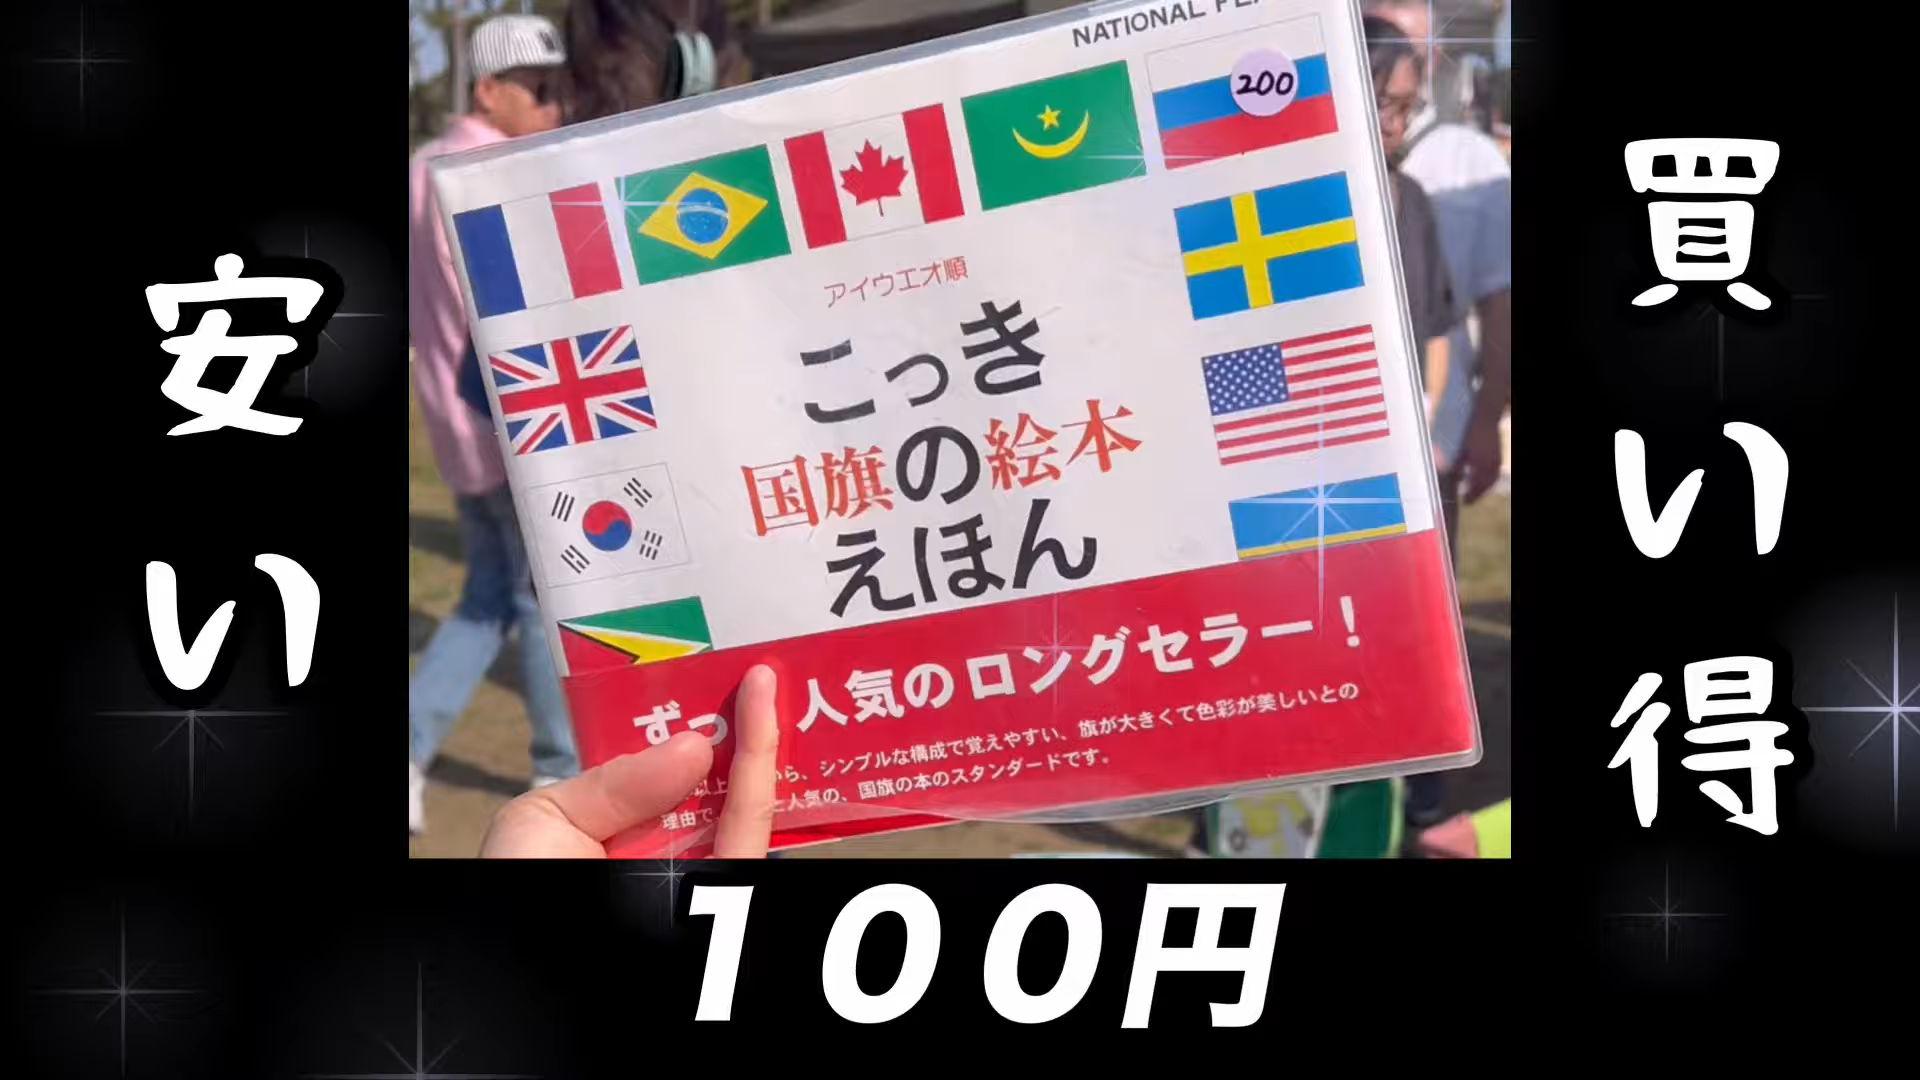 安い
買い得
NATIONAL
200
アイウエオ順
こっき
国旗の絵本
えほん
ずっ 人気のロングセラー！
以上 から、シンプルな構成で覚えやすい、旗が大きくて色彩が美しいとの
理由で、 と人気の、国旗の本のスタンダードです。
100円